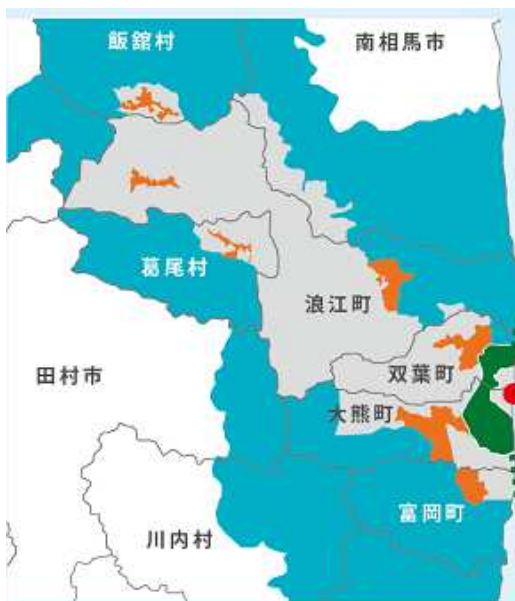 飯舘村
南相馬市
葛尾村
浪江町
田村市
双葉町
大熊町
富岡町
川内村